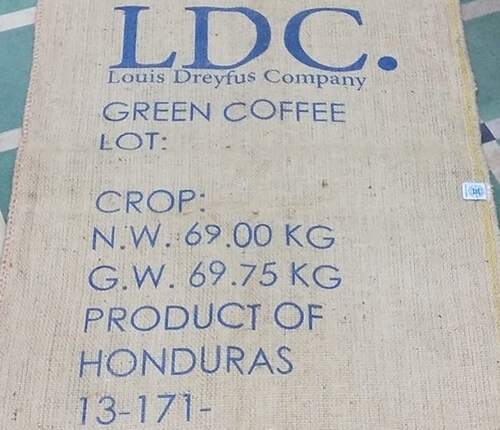 LDC.
Louis Dreyfus Company
GREEN COFFEE
LOT:
CROP:
N.W. 69.00 KG
G.W. 69.75 KG
PRODUCT OF
HONDURAS
13-171-